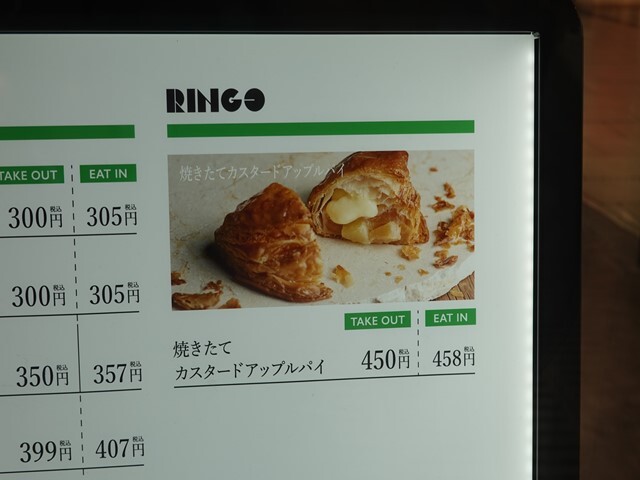 RINGO
TAKE OUT EAT IN
300税込円 305税込円
300税込円 305税込円
350税込円 357税込円
399税込円 407税込円
焼きたてカスタードアップルパイ
TAKE OUT EAT IN
焼きたて
カスタードアップルパイ 450税込円 458税込円